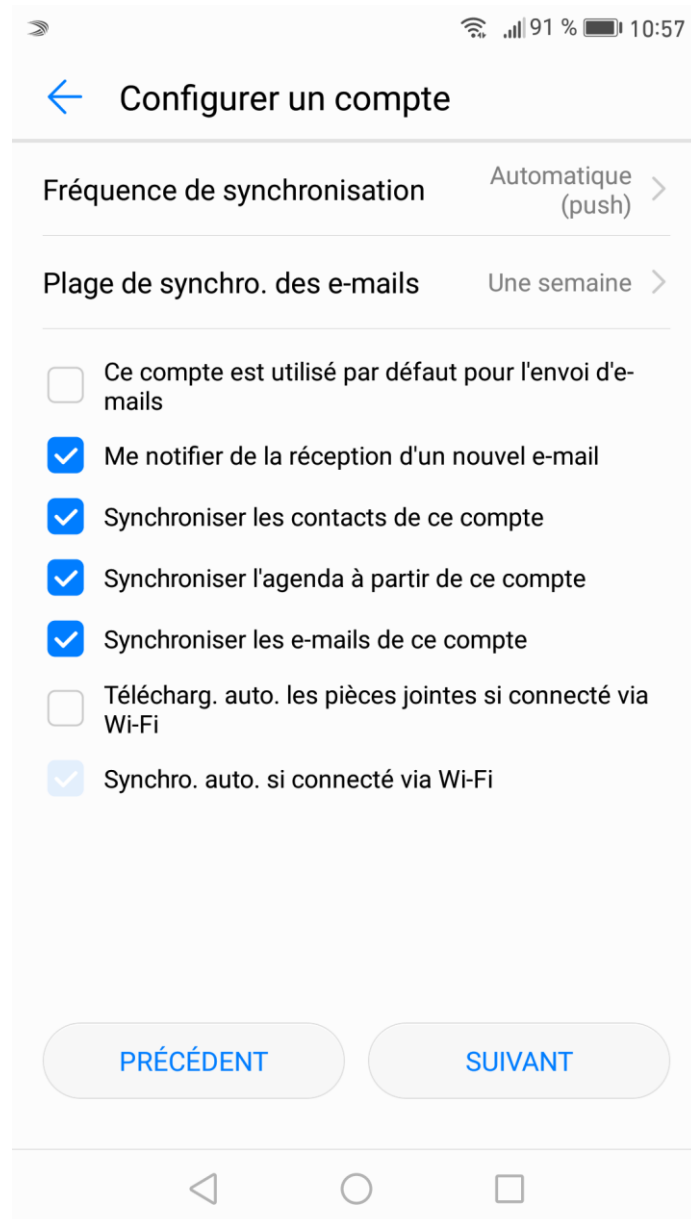 91 % 10:57
Configurer un compte
Fréquence de synchronisation
Automatique
(push)
Plage de synchro. des e-mails
Une semaine
Ce compte est utilisé par défaut pour l'envoi d'e-
mails
Me notifier de la réception d'un nouvel e-mail
Synchroniser les contacts de ce compte
Synchroniser l'agenda à partir de ce compte
Synchroniser les e-mails de ce compte
Télécharg. auto. les pièces jointes si connecté via
Wi-Fi
Synchro. auto. si connecté via Wi-Fi
PRÉCÉDENT
SUIVANT